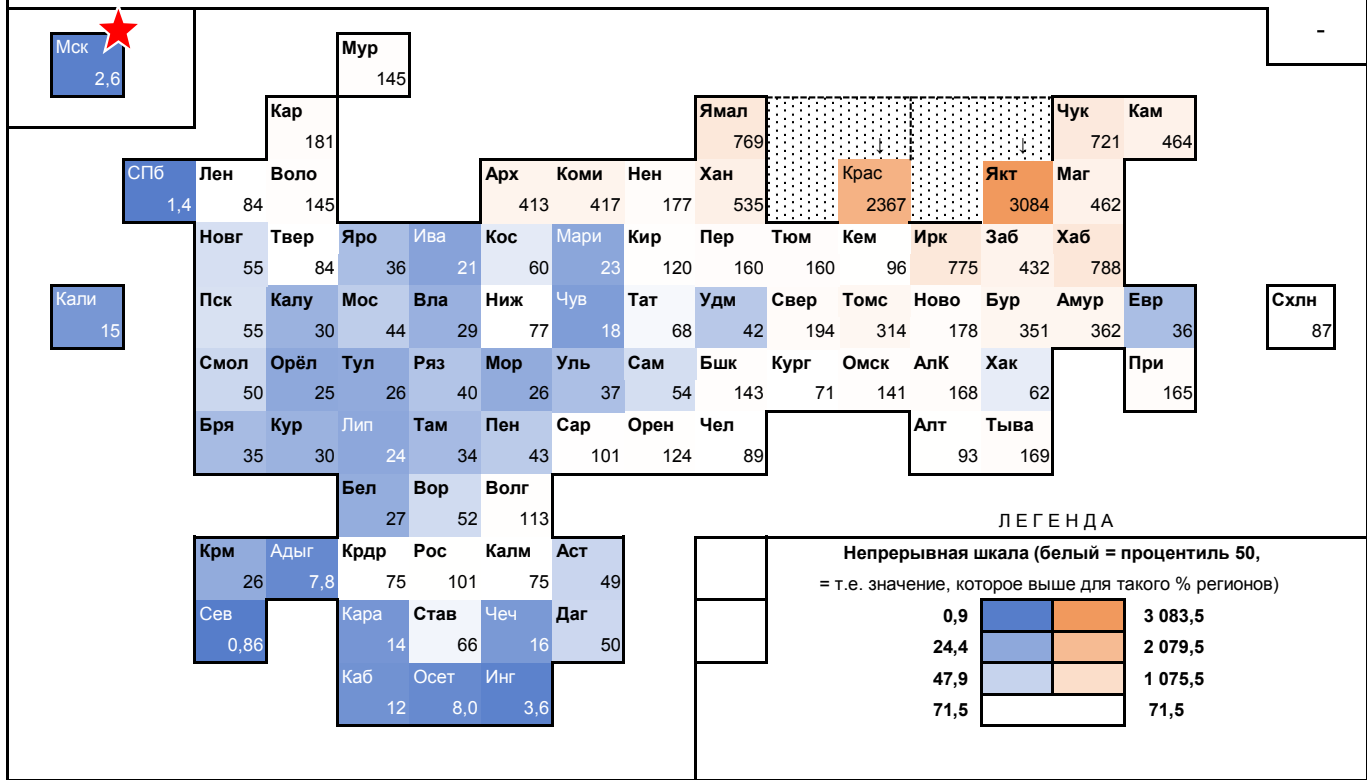 -
Мск
2,6
Мур
145
Кар Ямал Чук Кам
181 769 ↓ ↓ 721 464
СПб Лен Воло Арх Коми Нен Хан Крас Якт Маг
1,4 84 145 413 417 177 535 2367 3084 462
Новг Твер Яро Ива Кос Мари Кир Пер Тюм Кем Ирк Заб Хаб
55 84 36 21 60 23 120 160 160 96 775 432 788
Кали Пск Калу Мос Вла Ниж Чув Тат Удм Свер Томс Ново Бур Амур Евр Схлн
15 55 30 44 29 77 18 68 42 194 314 178 351 362 36 87
Смол Орёл Тул Ряз Мор Уль Сам Бшк Кург Омск АлК Хак При
50 25 26 40 26 37 54 143 71 141 168 62 165
Бря Кур Лип Там Пен Сар Орен Чел Алт Тыва
35 30 24 34 43 101 124 89 93 169
Бел Вор Волг
27 52 113
Крм Адыг Крдр Рос Калм Аст
26 7,8 75 101 75 49
Сев Кара Став Чеч Даг
0,86 14 66 16 50
Каб Осет Инг
12 8,0 3,6
ЛЕГЕНДА
Непрерывная шкала (белый = процентиль 50,
= т.е. значение, которое выше для такого % регионов)
0,9 3 083,5
24,4 2 079,5
47,9 1 075,5
71,5 71,5